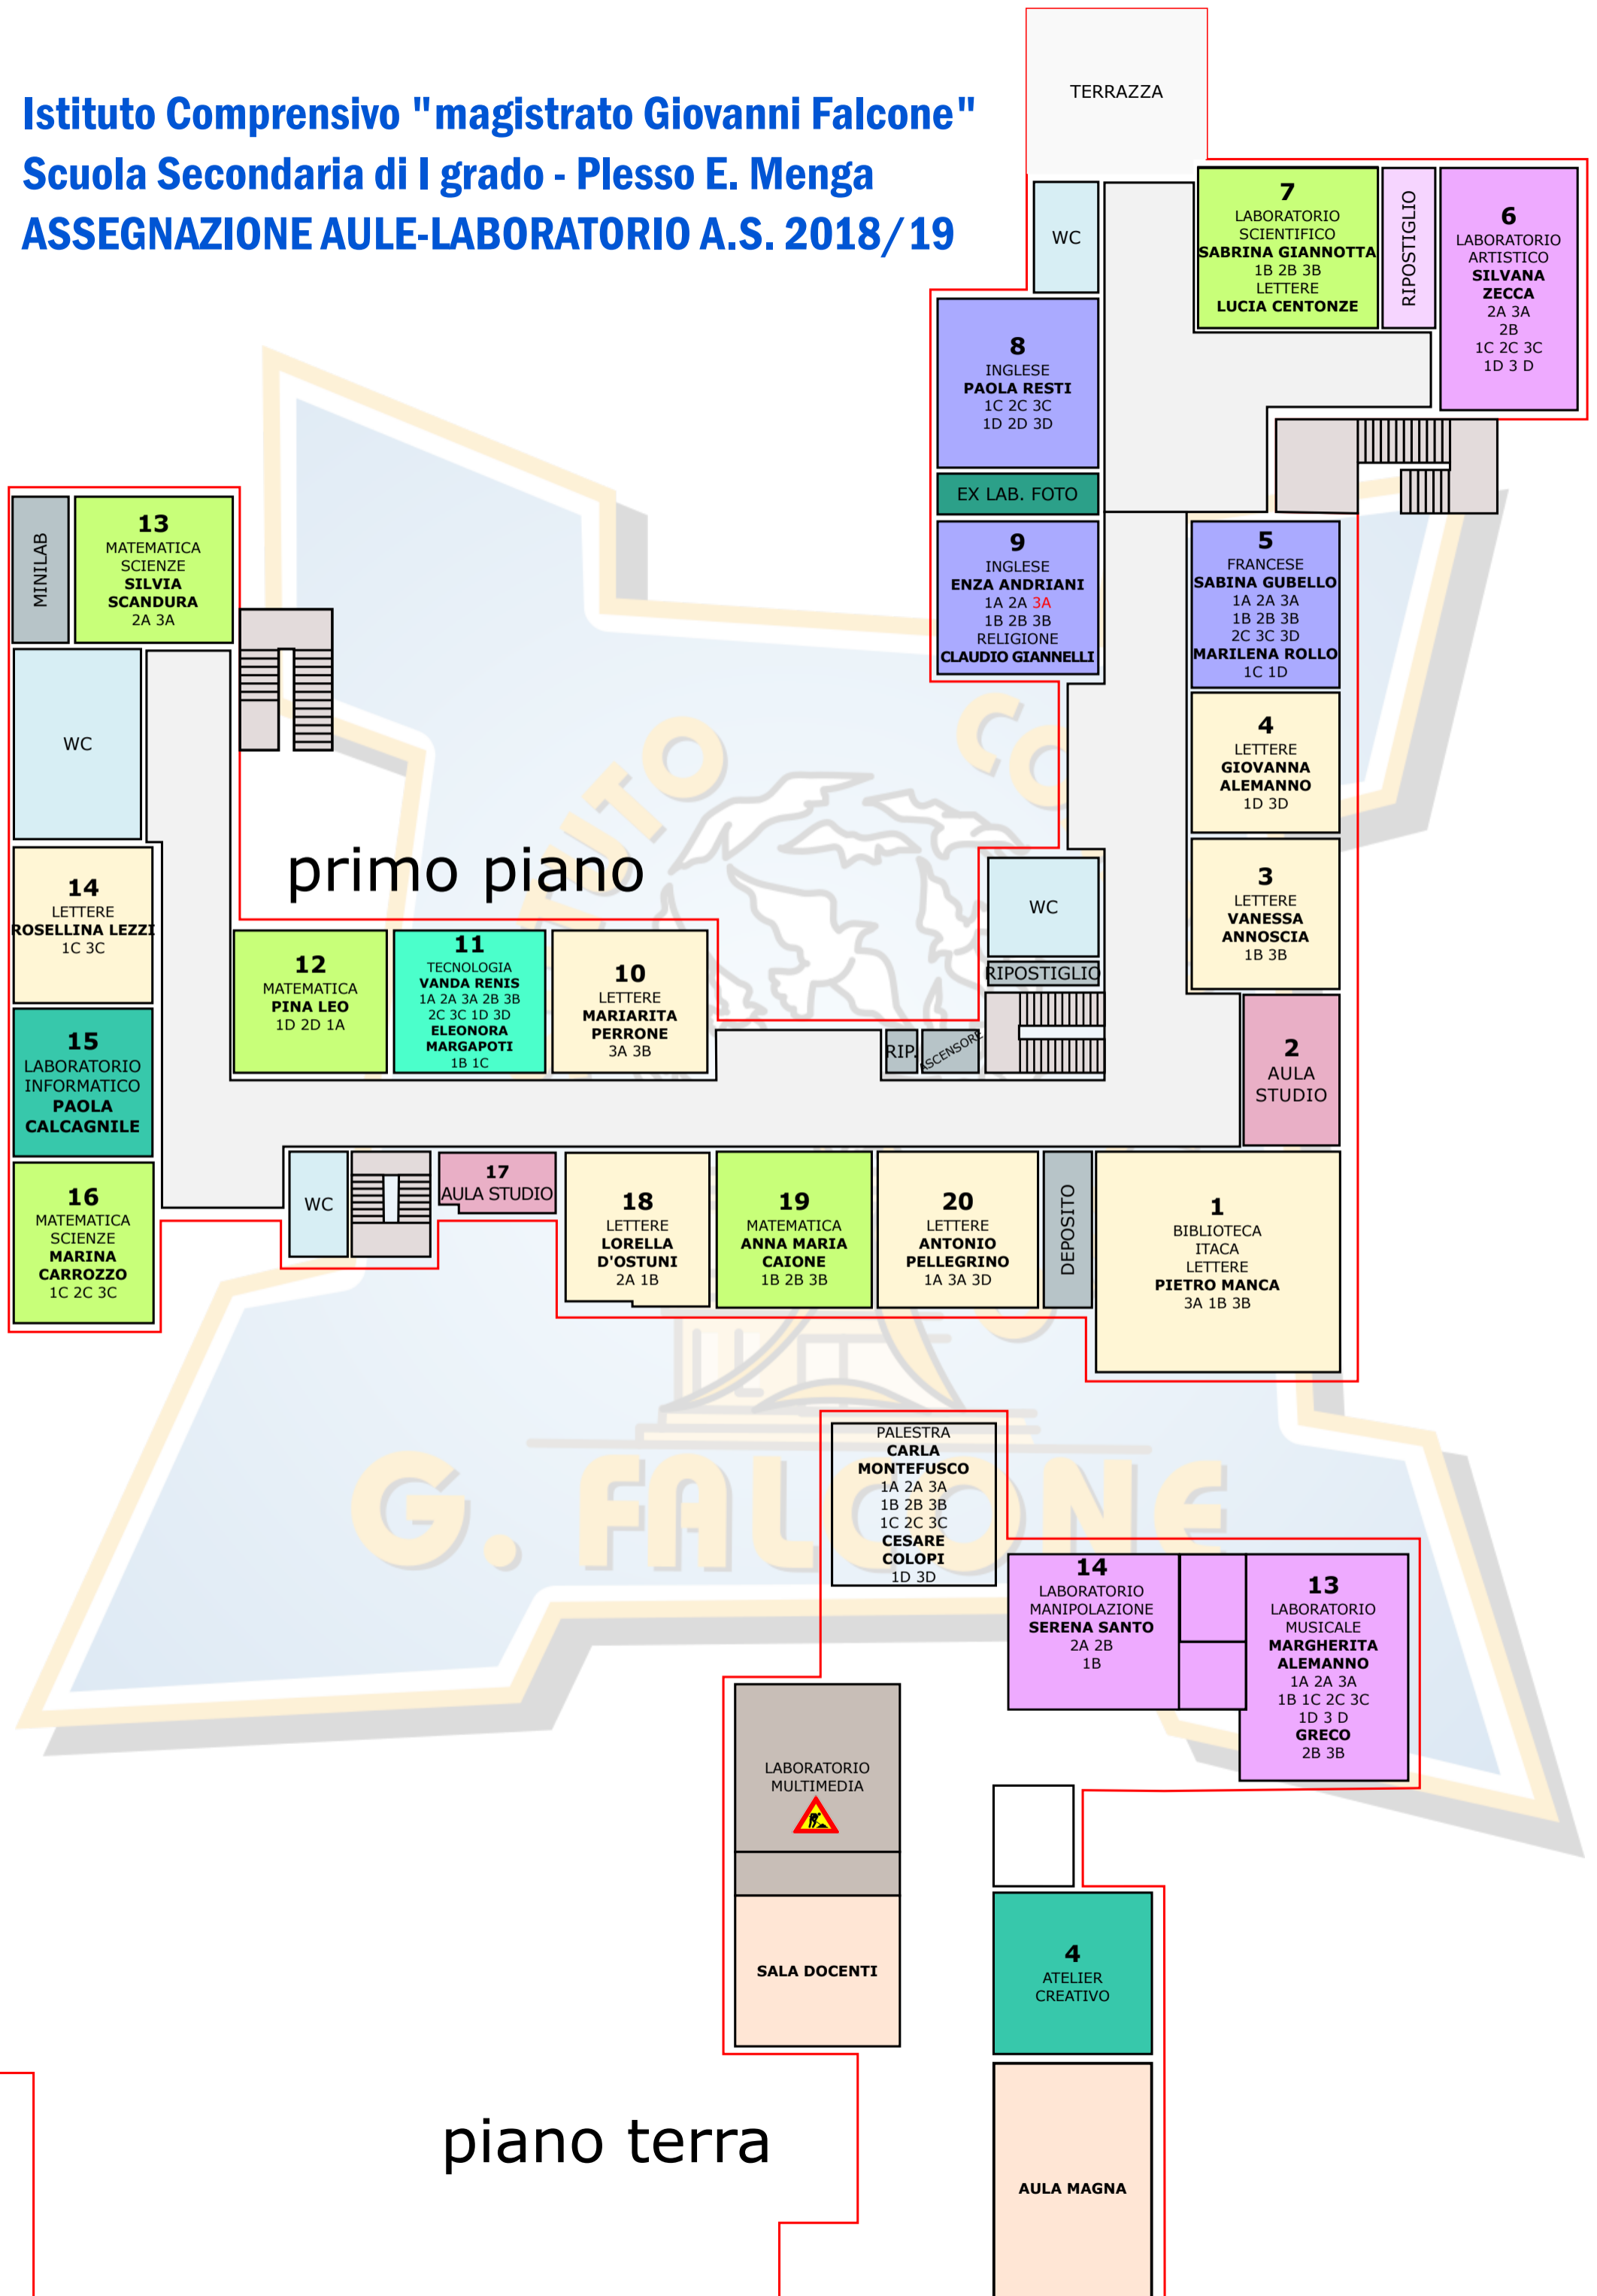 Istituto Comprensivo "magistrato Giovanni Falcone"
Scuola Secondaria di I grado - Plesso E. Menga
ASSEGNAZIONE AULE-LABORATORIO A.S. 2018/19
TERRAZZA
WC
7
LABORATORIO
SCIENTIFICO
SABRINA GIANNOTTA
1B 2B 3B
LETTERE
LUCIA CENTONZE
RIPOSTIGLIO
6
LABORATORIO
ARTISTICO
SILVANA
ZECCA
2A 3A
2B
1C 2C 3C
1D 3 D
8
INGLESE
PAOLA RESTI
1C 2C 3C
1D 2D 3D
EX LAB. FOTO
9
INGLESE
ENZA ANDRIANI
1A 2A 3A
1B 2B 3B
RELIGIONE
CLAUDIO GIANNELLI
5
FRANCESE
SABINA GUBELLO
1A 2A 3A
1B 2B 3B
2C 3C 3D
MARILENA ROLLO
1C 1D
4
LETTERE
GIOVANNA
ALEMANNO
1D 3D
3
LETTERE
VANESSA
ANNOSCIA
1B 3B
2
AULA
STUDIO
MINILAB
13
MATEMATICA
SCIENZE
SILVIA
SCANDURA
2A 3A
WC
primo piano
14
LETTERE
ROSELLINA LEZZI
1C 3C
12
MATEMATICA
PINA LEO
1D 2D 1A
11
TECNOLOGIA
VANDA RENIS
1A 2A 3A 2B 3B
2C 3C 1D 3D
ELEONORA
MARGAPOTI
1B 1C
10
LETTERE
MARIARITA
PERRONE
3A 3B
WC
RIPOSTIGLIO
RIP.
ASCENSORE
15
LABORATORIO
INFORMATICO
PAOLA
CALCAGNILE
16
MATEMATICA
SCIENZE
MARINA
CARROZZO
1C 2C 3C
WC
17
AULA STUDIO
18
LETTERE
LORELLA
D'OSTUNI
2A 1B
19
MATEMATICA
ANNA MARIA
CAIONE
1B 2B 3B
20
LETTERE
ANTONIO
PELLEGRINO
1A 3A 3D
DEPOSITO
1
BIBLIOTECA
ITACA
LETTERE
PIETRO MANCA
3A 1B 3B
G. FALCONE
PALESTRA
CARLA
MONTEFUSCO
1A 2A 3A
1B 2B 3B
1C 2C 3C
CESARE
COLOPI
1D 3D
14
LABORATORIO
MANIPOLAZIONE
SERENA SANTO
2A 2B
1B
13
LABORATORIO
MUSICALE
MARGHERITA
ALEMANNO
1A 2A 3A
1B 1C 2C 3C
1D 3 D
GRECO
2B 3B
LABORATORIO
MULTIMEDIA
SALA DOCENTI
4
ATELIER
CREATIVO
piano terra
AULA MAGNA